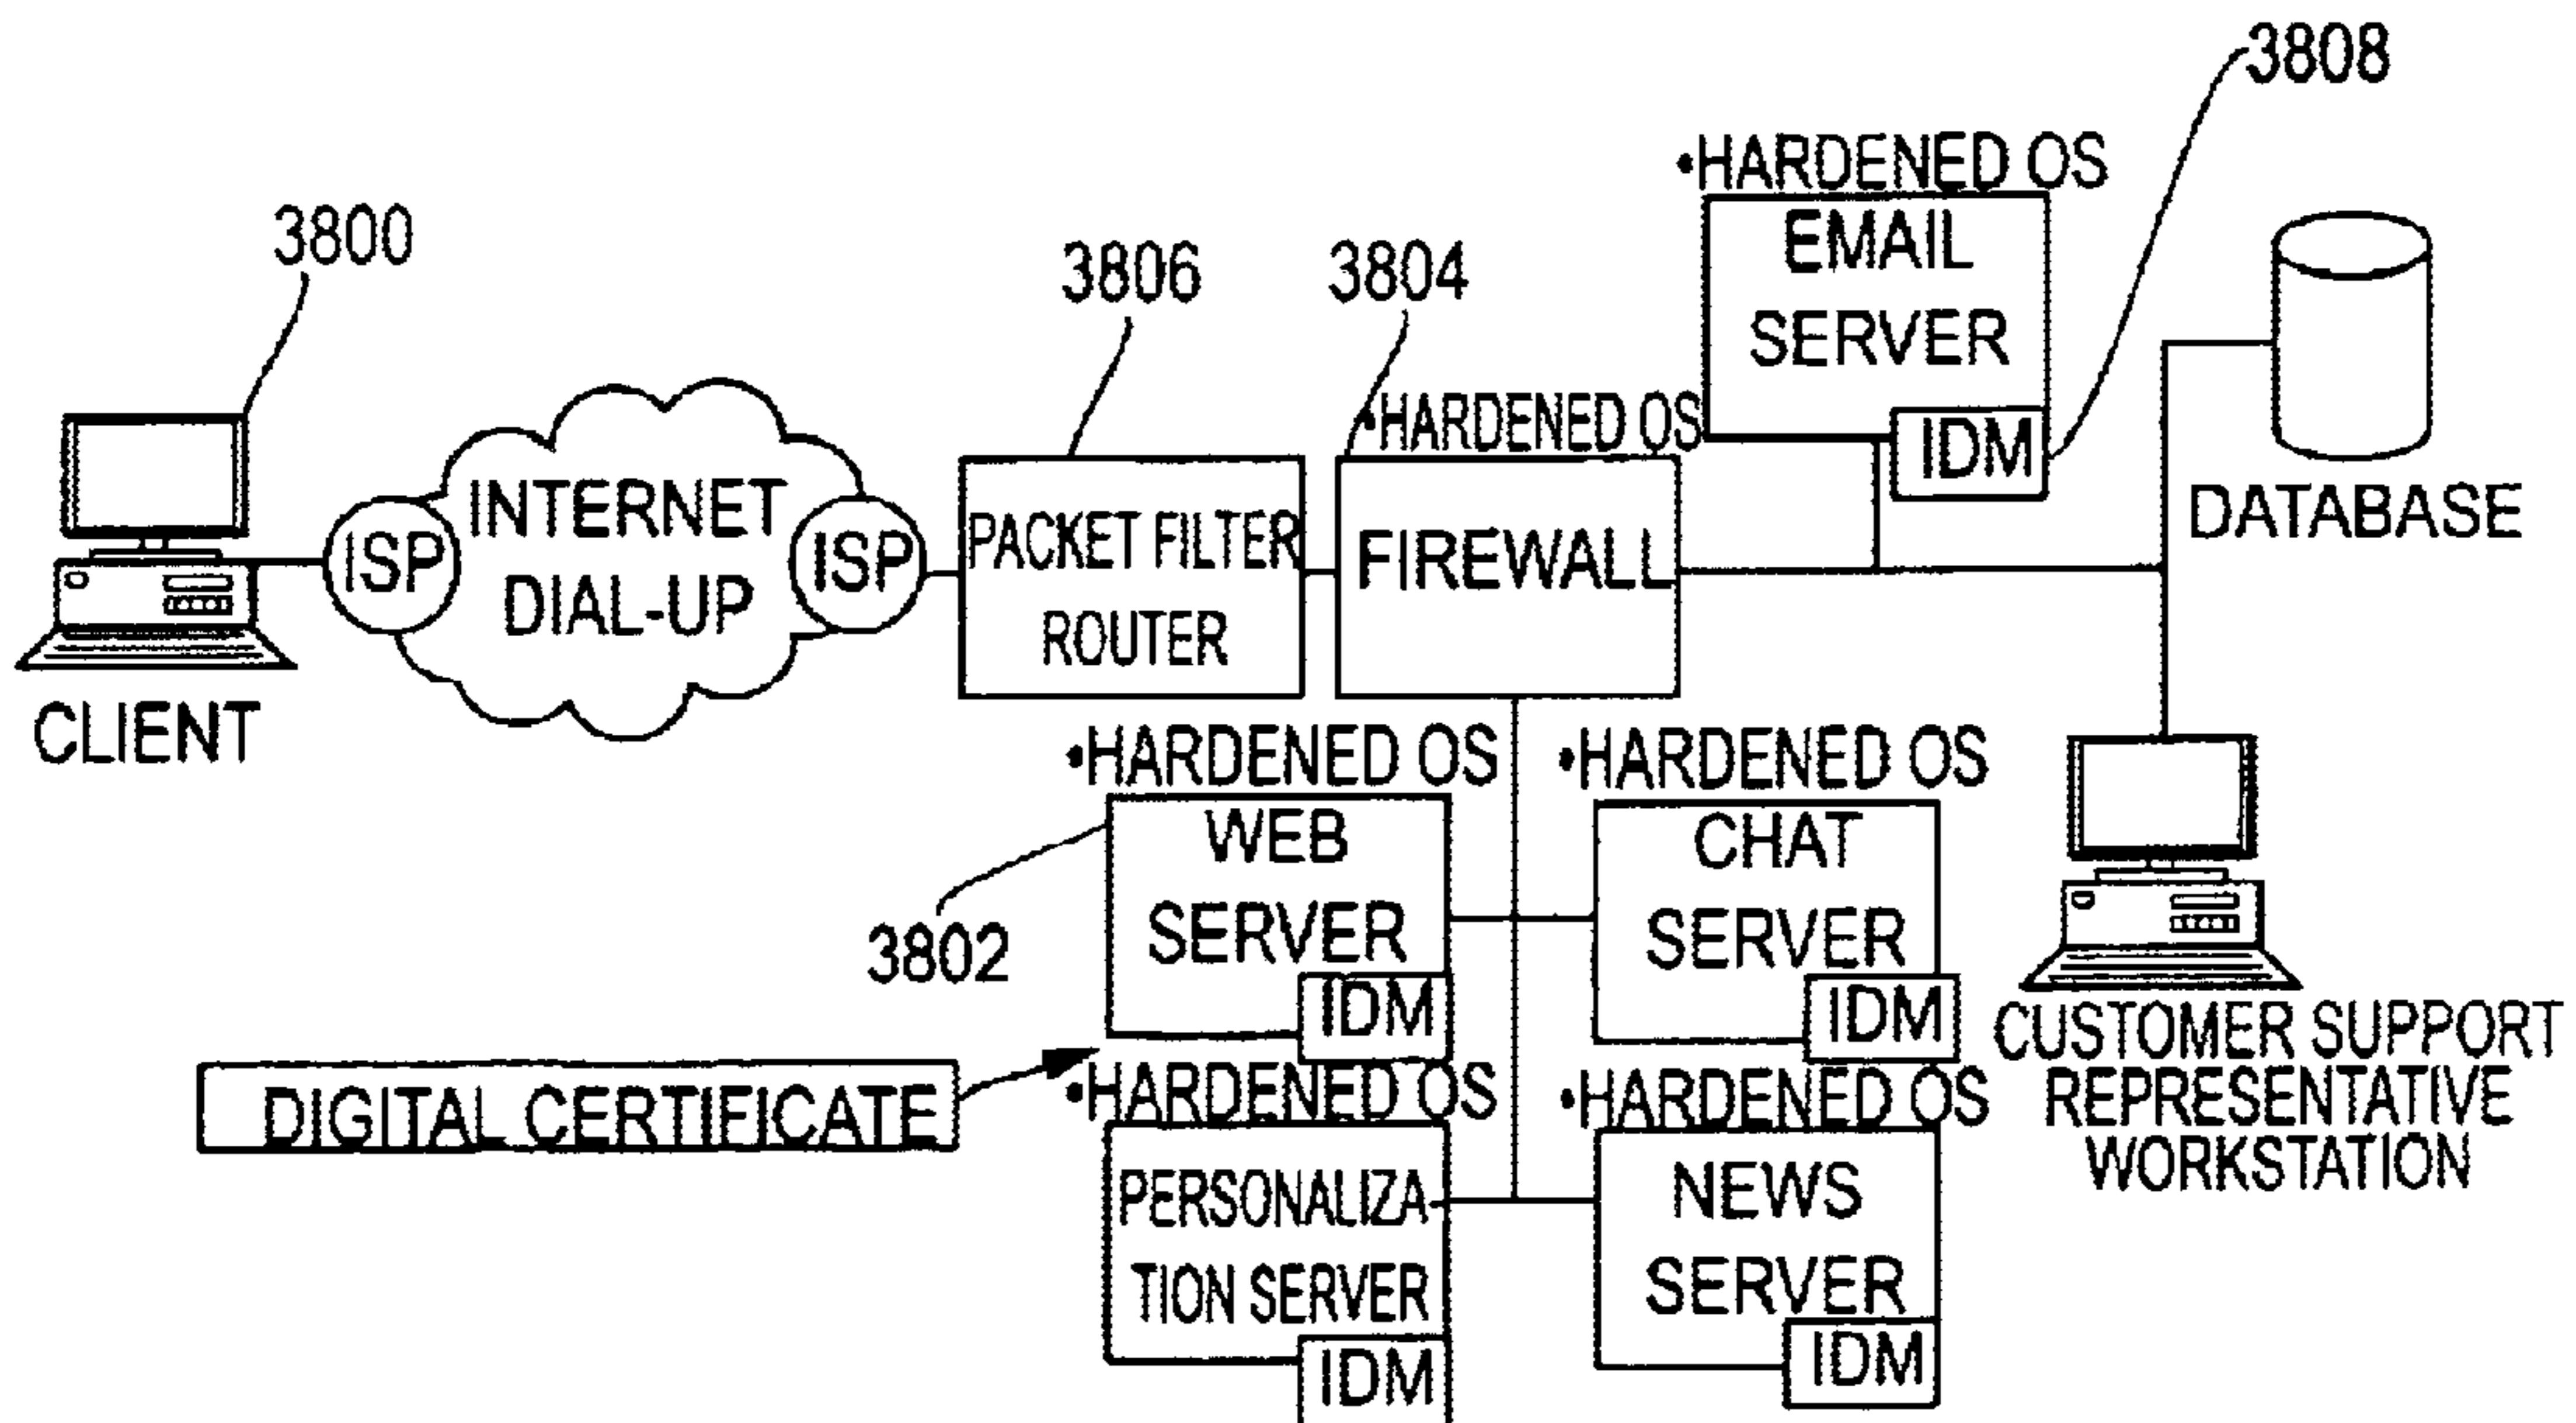 3808
•HARDENED OS
EMAIL
SERVER
IDM
3800
3806
3804
•HARDENED OS
ISP
INTERNET
DIAL-UP
ISP
PACKET FILTER
ROUTER
FIREWALL
DATABASE
CLIENT
•HARDENED OS
WEB
SERVER
IDM
3802
•HARDENED OS
CHAT
SERVER
IDM
CUSTOMER SUPPORT
REPRESENTATIVE
WORKSTATION
DIGITAL CERTIFICATE
•HARDENED OS
PERSONALIZA-
TION SERVER
IDM
•HARDENED OS
NEWS
SERVER
IDM